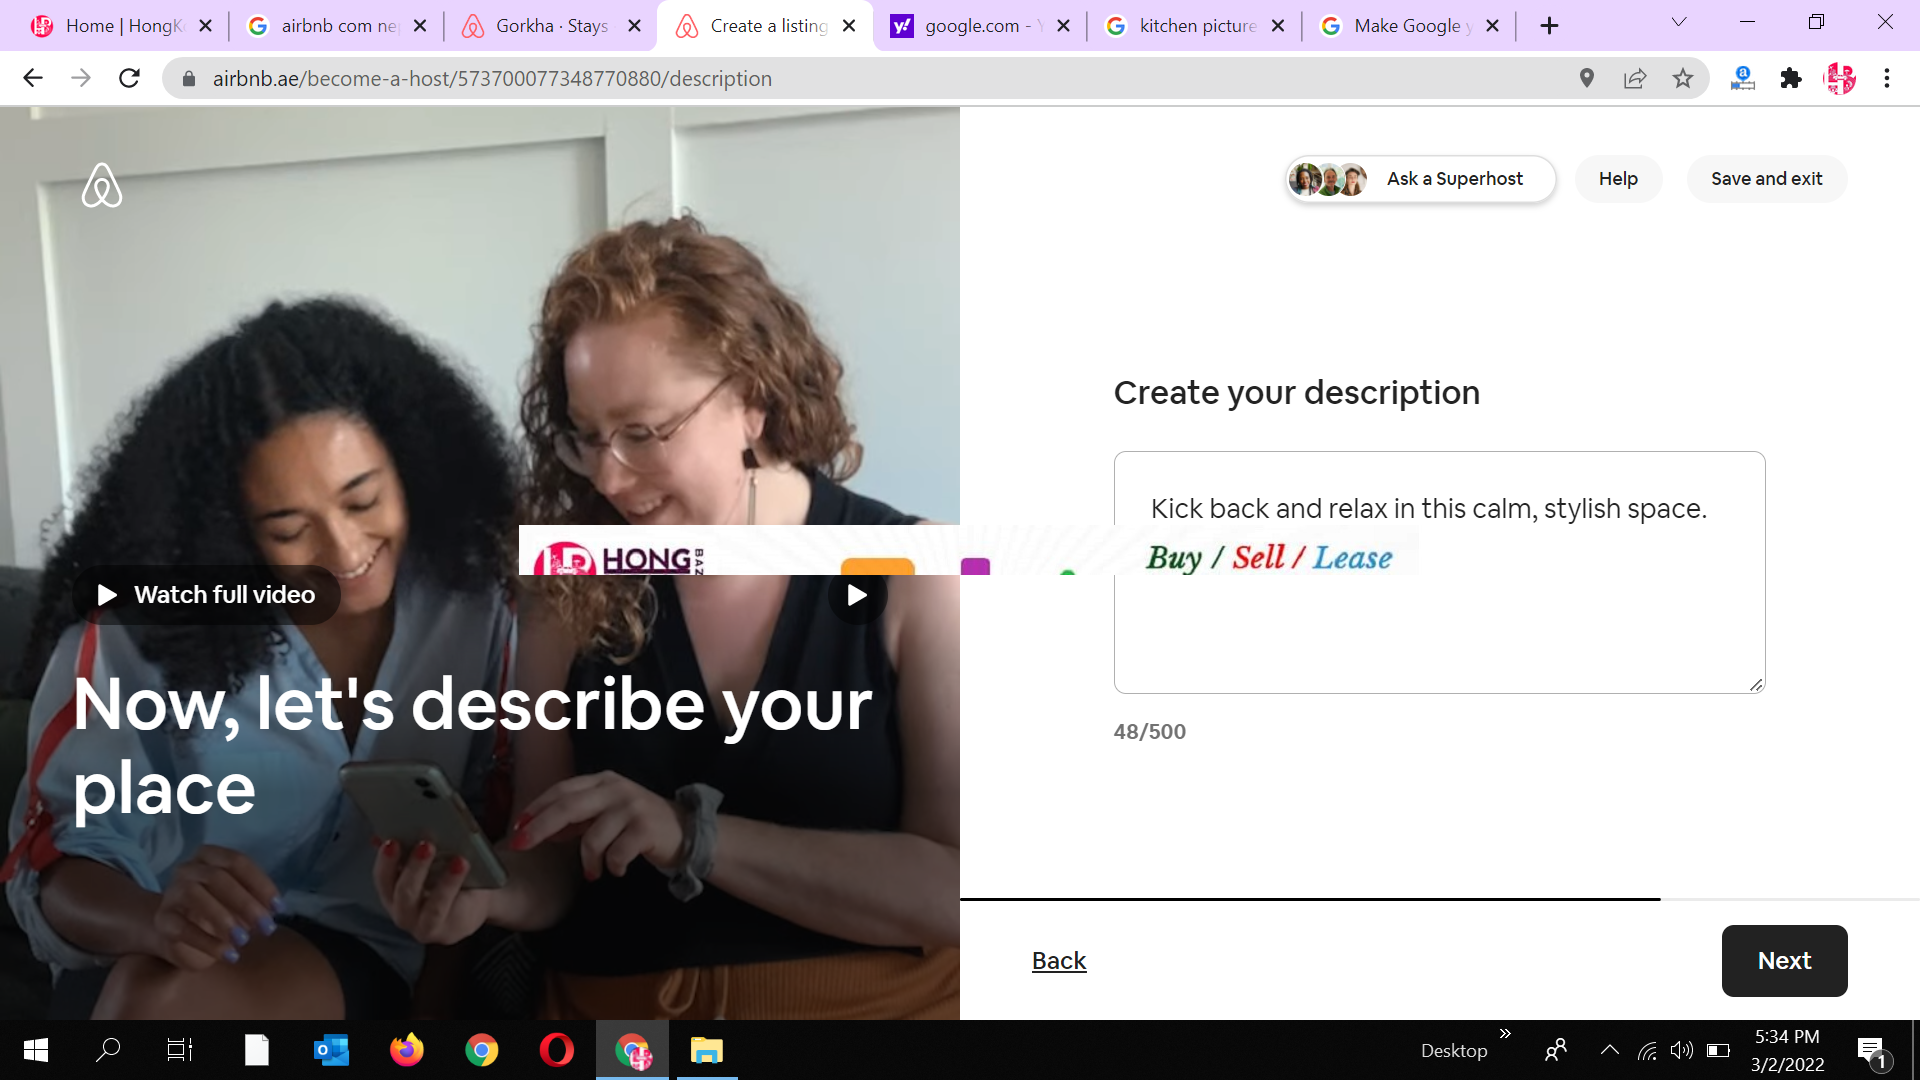 Home | HongK
airbnb com nep
Gorkha · Stays
Create a listing
google.com - Y
kitchen picture
Make Google y
airbnb.ae/become-a-host/573700077348770880/description
Ask a Superhost
Help
Save and exit
Create your description
Kick back and relax in this calm, stylish space.
HONG
BAZ
Buy / Sell / Lease
Watch full video
Now, let's describe your
place
48/500
Back
Next
Desktop
5:34 PM
3/2/2022
1